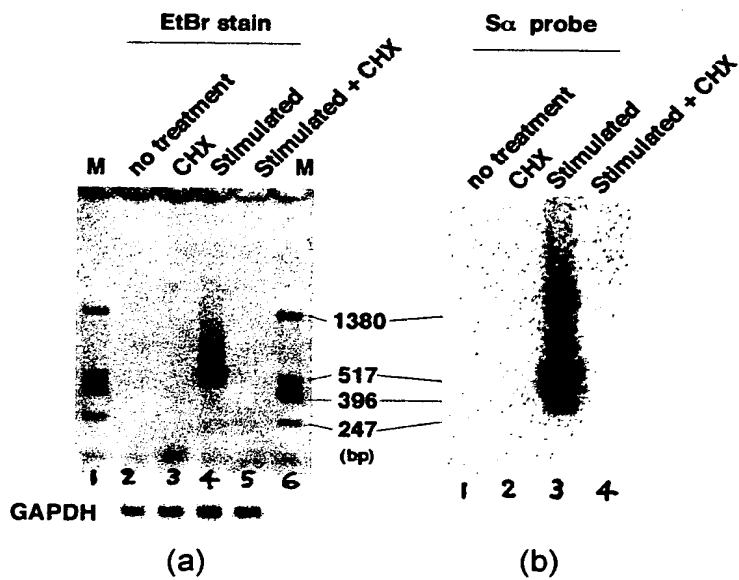 EtBr stain
M
no treatment
CHX
Stimulated
Stimulated + CHX
M
1380
517
396
247
(bp)
1 2 3 4 5 6
GAPDH
(a)
Sα probe
no treatment
CHX
Stimulated
Stimulated + CHX
1 2 3 4
(b)